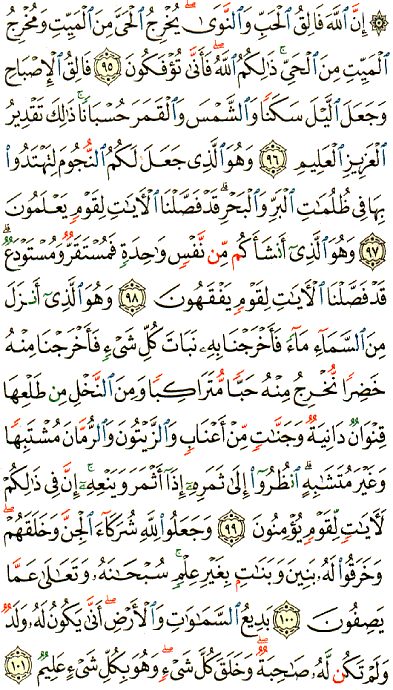 ۞ إِنَّ ٱللَّهَ فَالِقُ ٱلْحَبِّ وَٱلنَّوَىٰ ۖ يُخْرِجُ ٱلْحَىَّ مِنَ ٱلْمَيِّتِ وَمُخْرِجُ
ٱلْمَيِّتِ مِنَ ٱلْحَىِّ ۚ ذَٰلِكُمُ ٱللَّهُ ۖ فَأَنَّىٰ تُؤْفَكُونَ ٩٥ فَالِقُ ٱلْإِصْبَاحِ
وَجَعَلَ ٱلَّيْلَ سَكَنًا وَٱلشَّمْسَ وَٱلْقَمَرَ حُسْبَانًا ۚ ذَٰلِكَ تَقْدِيرُ
ٱلْعَزِيزِ ٱلْعَلِيمِ ٩٦ وَهُوَ ٱلَّذِى جَعَلَ لَكُمُ ٱلنُّجُومَ لِتَهْتَدُوا۟
بِهَا فِى ظُلُمَـٰتِ ٱلْبَرِّ وَٱلْبَحْرِ ۗ قَدْ فَصَّلْنَا ٱلْـَٔايَـٰتِ لِقَوْمٍ يَعْلَمُونَ
٩٧ وَهُوَ ٱلَّذِىٓ أَنشَأَكُم مِّن نَّفْسٍ وَٰحِدَةٍ فَمُسْتَقَرٌّ وَمُسْتَوْدَعٌ ۗ
قَدْ فَصَّلْنَا ٱلْـَٔايَـٰتِ لِقَوْمٍ يَفْقَهُونَ ٩٨ وَهُوَ ٱلَّذِىٓ أَنزَلَ
مِنَ ٱلسَّمَآءِ مَآءً فَأَخْرَجْنَا بِهِۦ نَبَاتَ كُلِّ شَىْءٍ فَأَخْرَجْنَا مِنْهُ
خَضِرًا نُّخْرِجُ مِنْهُ حَبًّا مُّتَرَاكِبًا وَمِنَ ٱلنَّخْلِ مِن طَلْعِهَا
قِنْوَانٌ دَانِيَةٌ وَجَنَّـٰتٍ مِّنْ أَعْنَابٍ وَٱلزَّيْتُونَ وَٱلرُّمَّانَ مُشْتَبِهًا
وَغَيْرَ مُتَشَـٰبِهٍ ۗ ٱنظُرُوٓا۟ إِلَىٰ ثَمَرِهِۦٓ إِذَآ أَثْمَرَ وَيَنْعِهِۦٓ ۚ إِنَّ فِى ذَٰلِكُمْ
لَـَٔايَـٰتٍ لِّقَوْمٍ يُؤْمِنُونَ ٩٩ وَجَعَلُوا۟ لِلَّهِ شُرَكَآءَ ٱلْجِنَّ وَخَلَقَهُمْ ۖ
وَخَرَقُوا۟ لَهُۥ بَنِينَ وَبَنَـٰتٍ بِغَيْرِ عِلْمٍ ۚ سُبْحَـٰنَهُۥ وَتَعَـٰلَىٰ عَمَّا
يَصِفُونَ ١٠٠ بَدِيعُ ٱلسَّمَـٰوَٰتِ وَٱلْأَرْضِ ۖ أَنَّىٰ يَكُونُ لَهُۥ وَلَدٌ
وَلَمْ تَكُن لَّهُۥ صَـٰحِبَةٌ ۖ وَخَلَقَ كُلَّ شَىْءٍ ۖ وَهُوَ بِكُلِّ شَىْءٍ عَلِيمٌ ١٠١